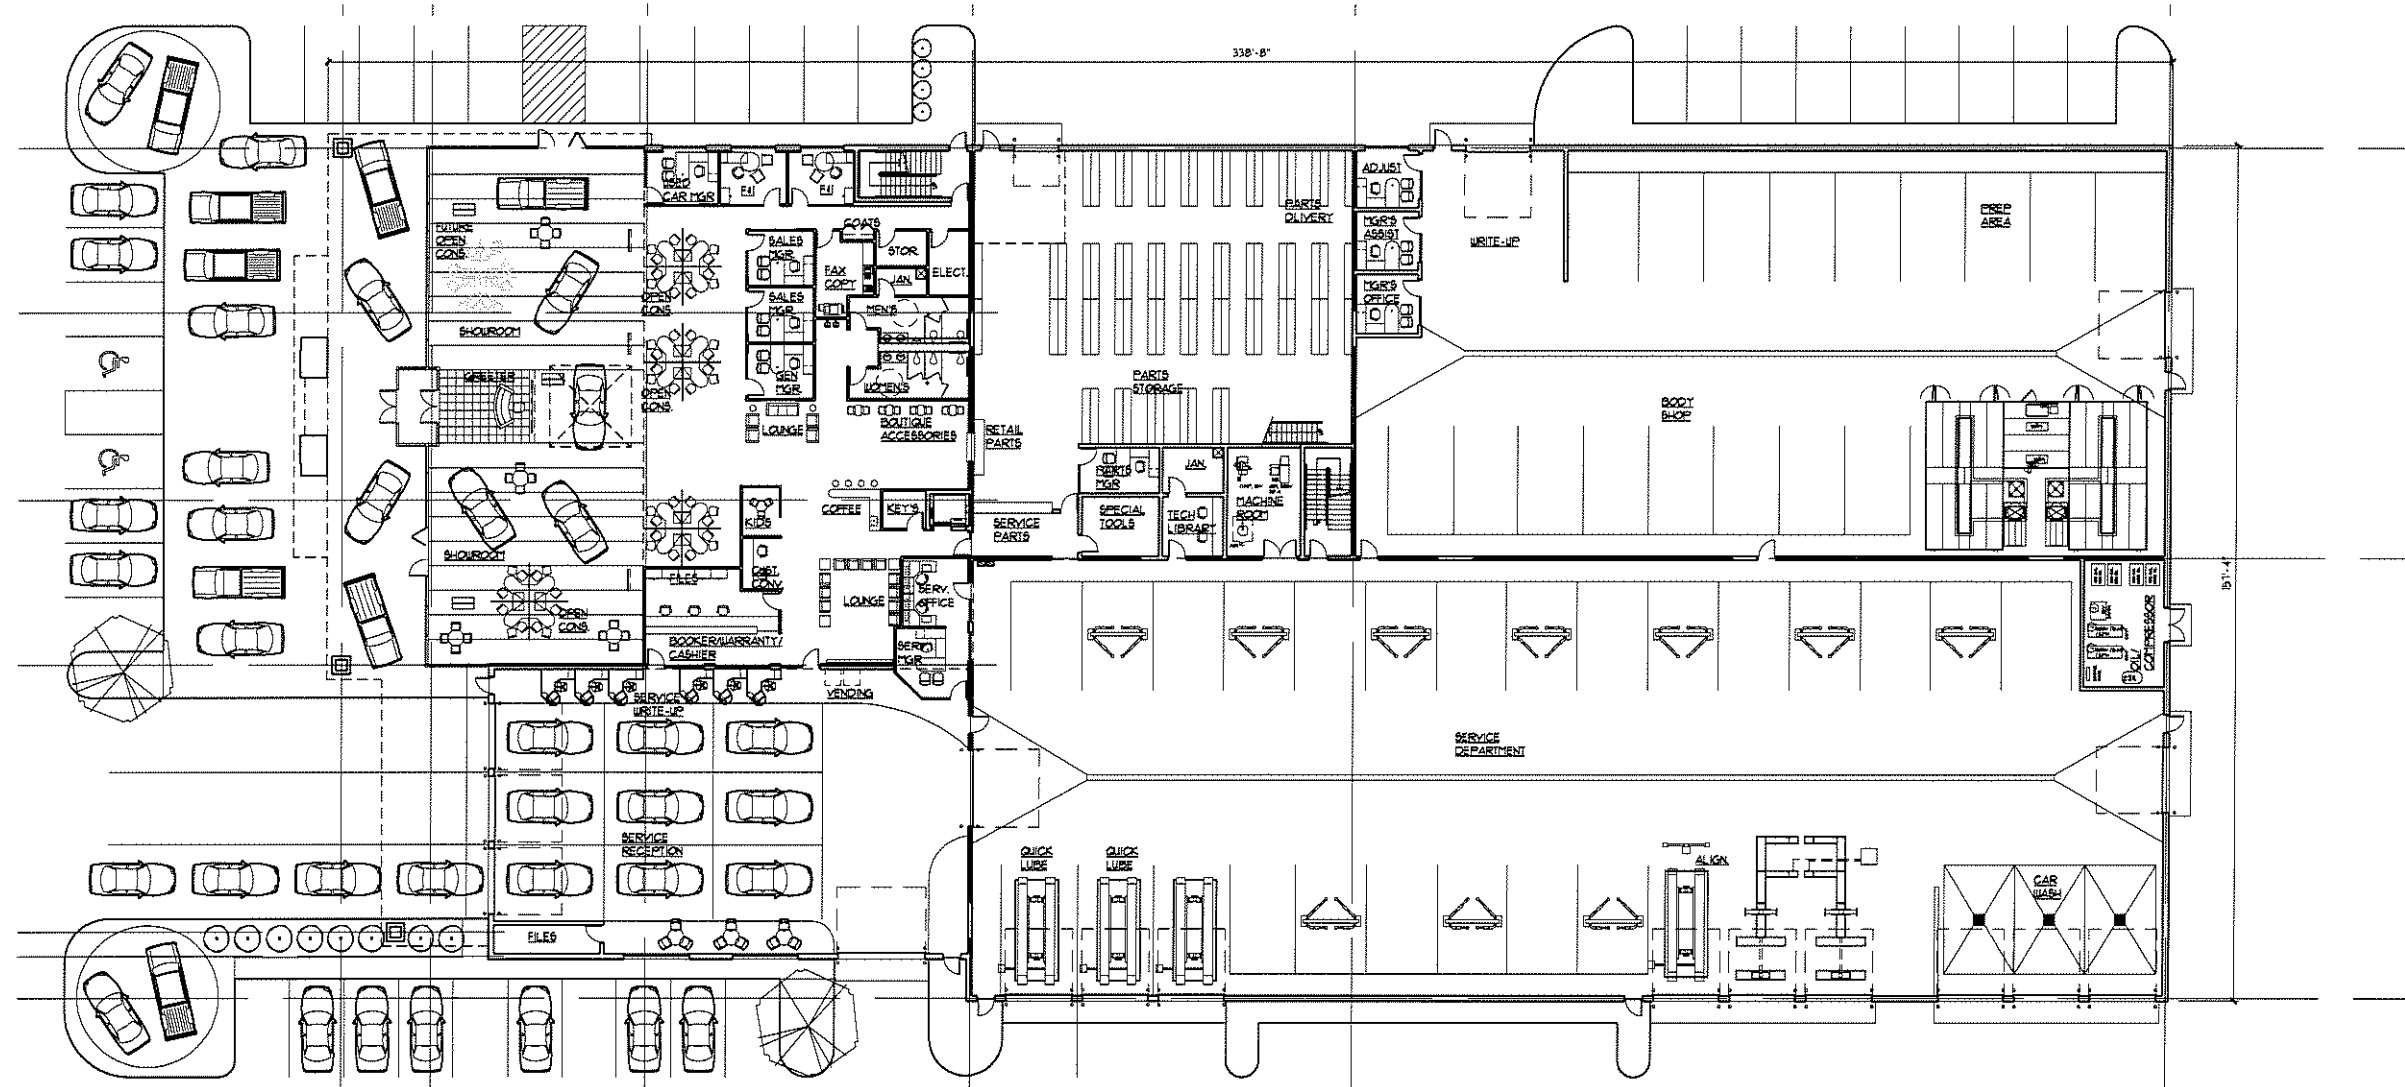 338'-8"
USED
CAR MGR
F&I
F&I
ADJUST
PARTS
DLIVERY
PREP
AREA
MGR'S
ASSIST
WRITE-UP
FUTURE
OPEN
CONS.
COATS
SALES
MGR.
STOR.
FAX
COPY
JAN.
ELECT.
MGR'S
OFFICE
OPEN
CONS.
SALES
MGR.
MEN'S
SHOWROOM
GREETER
GEN
MGR.
WOMEN'S
PARTS
STORAGE
OPEN
CONS.
BODY
SHOP
LOUNGE
BOUTIQUE
ACCESSORIES
RETAIL
PARTS
PARTS
MGR
JAN.
MACHINE
ROOM
COFFEE
KEY'S
KIDS
SERVICE
PARTS
SPECIAL
TOOLS
TECH
LIBRARY
SHOWROOM
FILES
CUST.
CONV.
LOUNGE
SERV.
OFFICE
151'-4"
OPEN
CONS.
BOOKER/WARRANTY/
CASHIER
SERV.
MGR
OIL/
COMPRESSOR
SERVICE
WRITE-UP
VENDING
SERVICE
DEPARTMENT
SERVICE
RECEPTION
QUICK
LUBE
QUICK
LUBE
ALIGN.
CAR
WASH
FILES